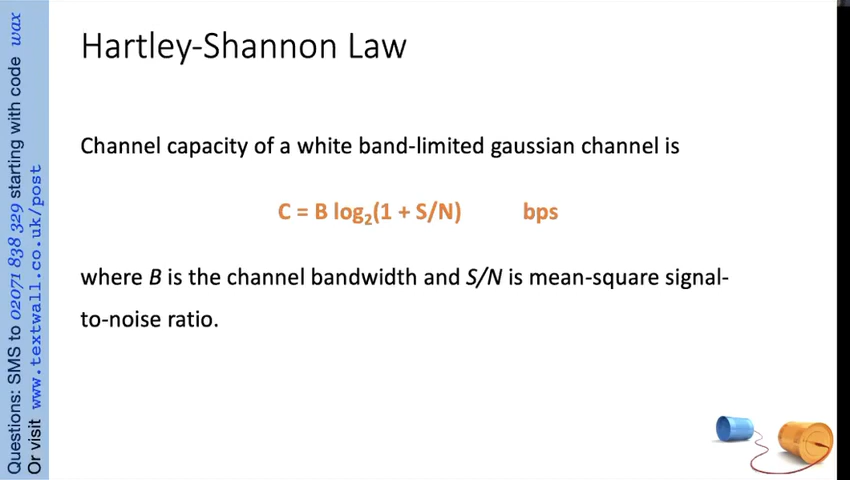 Hartley-Shannon Law
Channel capacity of a white band-limited gaussian channel is
C = B log₂(1 + S/N) bps
where B is the channel bandwidth and S/N is mean-square signal-
to-noise ratio.
Questions: SMS to 02071 838 329 starting with code wax
Or visit www.textwall.co.uk/post